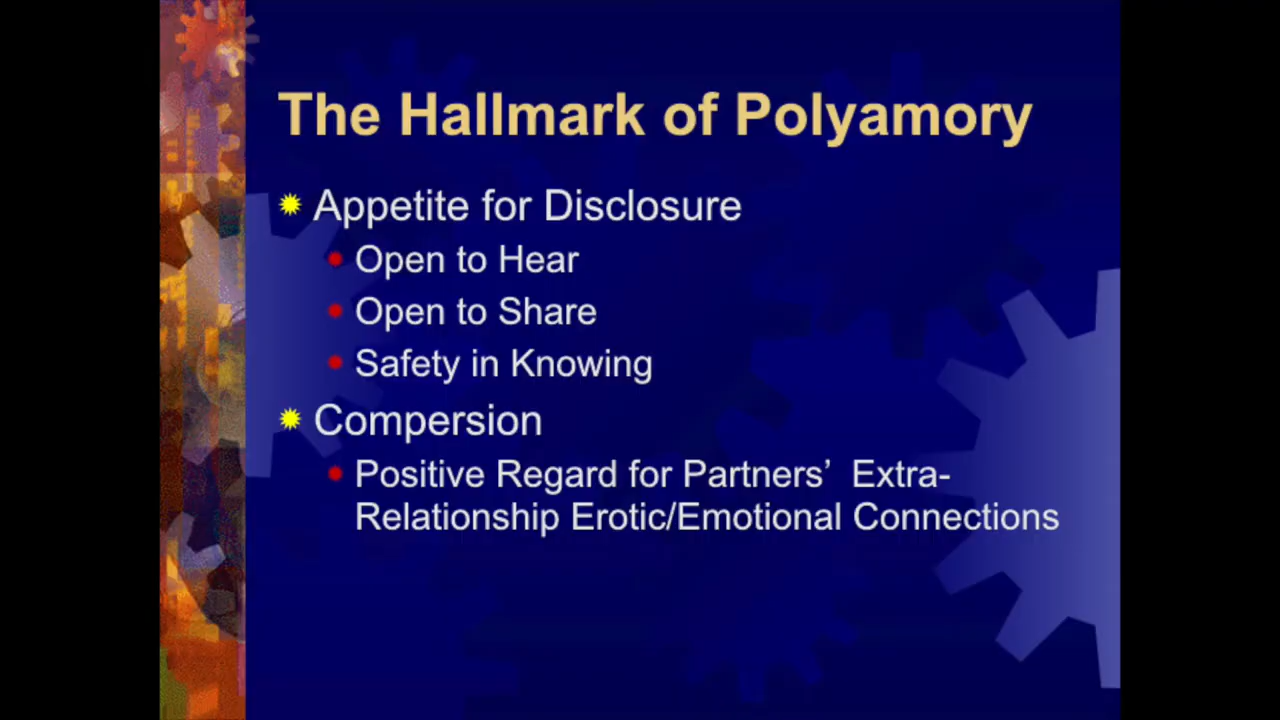 The Hallmark of Polyamory
Appetite for Disclosure
Open to Hear
Open to Share
Safety in Knowing
Compersion
Positive Regard for Partners’ Extra-
Relationship Erotic/Emotional Connections